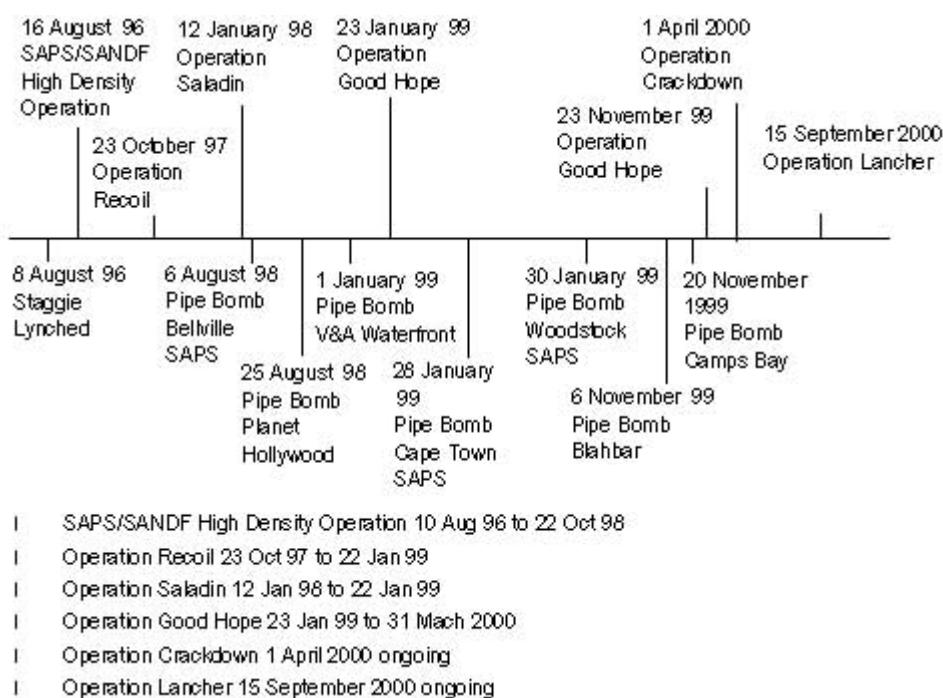 16 August 96
SAPS/SANDF
High Density
Operation
12 January 98
Operation
Saladin
23 January 99
Operation
Good Hope
1 April 2000
Operation
Crackdown
23 October 97
Operation
Recoil
23 November 99
Operation
Good Hope
15 September 2000
Operation Lancher
8 August 96
Staggie
Lynched
6 August 98
Pipe Bomb
Bellville
SAPS
1 January 99
Pipe Bomb
V&A Waterfront
30 January 99
Pipe Bomb
Woodstock
SAPS
20 November
1999
Pipe Bomb
Camps Bay
25 August 98
Pipe Bomb
Planet
Hollywood
28 January
99
Pipe Bomb
Cape Town
SAPS
6 November 99
Pipe Bomb
Blahbar
l SAPS/SANDF High Density Operation 10 Aug 96 to 22 Oct 98
l Operation Recoil 23 Oct 97 to 22 Jan 99
l Operation Saladin 12 Jan 98 to 22 Jan 99
l Operation Good Hope 23 Jan 99 to 31 Mach 2000
l Operation Crackdown 1 April 2000 ongoing
l Operation Lancher 15 September 2000 ongoing